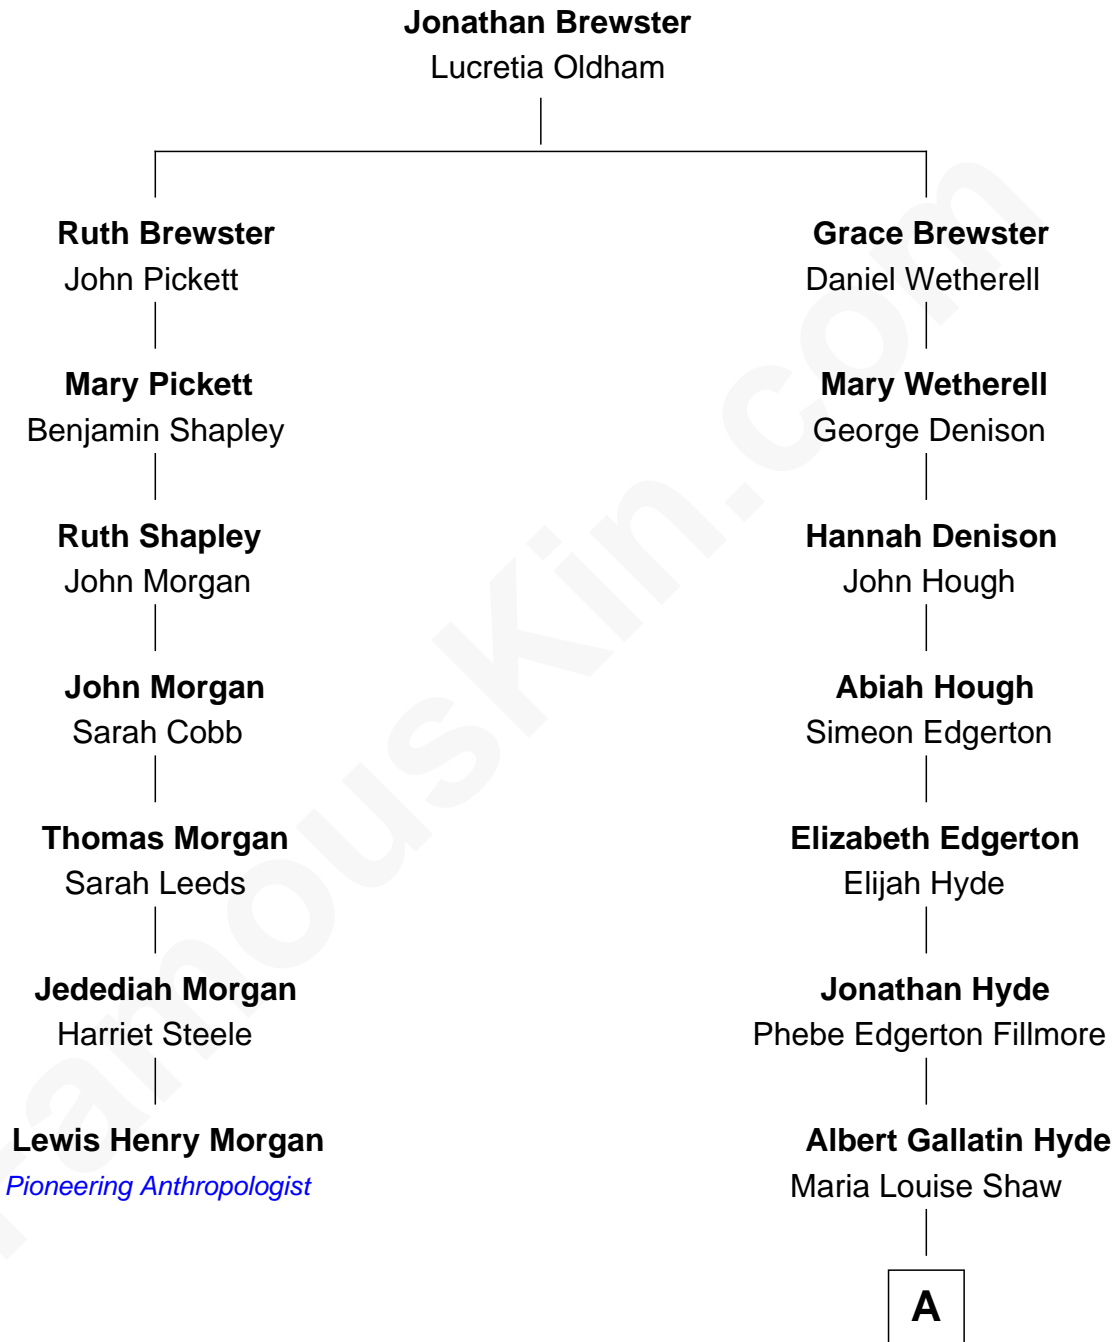 Jonathan Brewster
Lucretia Oldham
Ruth Brewster
John Pickett
Mary Pickett
Benjamin Shapley
Ruth Shapley
John Morgan
John Morgan
Sarah Cobb
Thomas Morgan
Sarah Leeds
Jedediah Morgan
Harriet Steele
Lewis Henry Morgan
Pioneering Anthropologist
Grace Brewster
Daniel Wetherell
Mary Wetherell
George Denison
Hannah Denison
John Hough
Abiah Hough
Simeon Edgerton
Elizabeth Edgerton
Elijah Hyde
Jonathan Hyde
Phebe Edgerton Fillmore
Albert Gallatin Hyde
Maria Louise Shaw
A
FamousKin.com